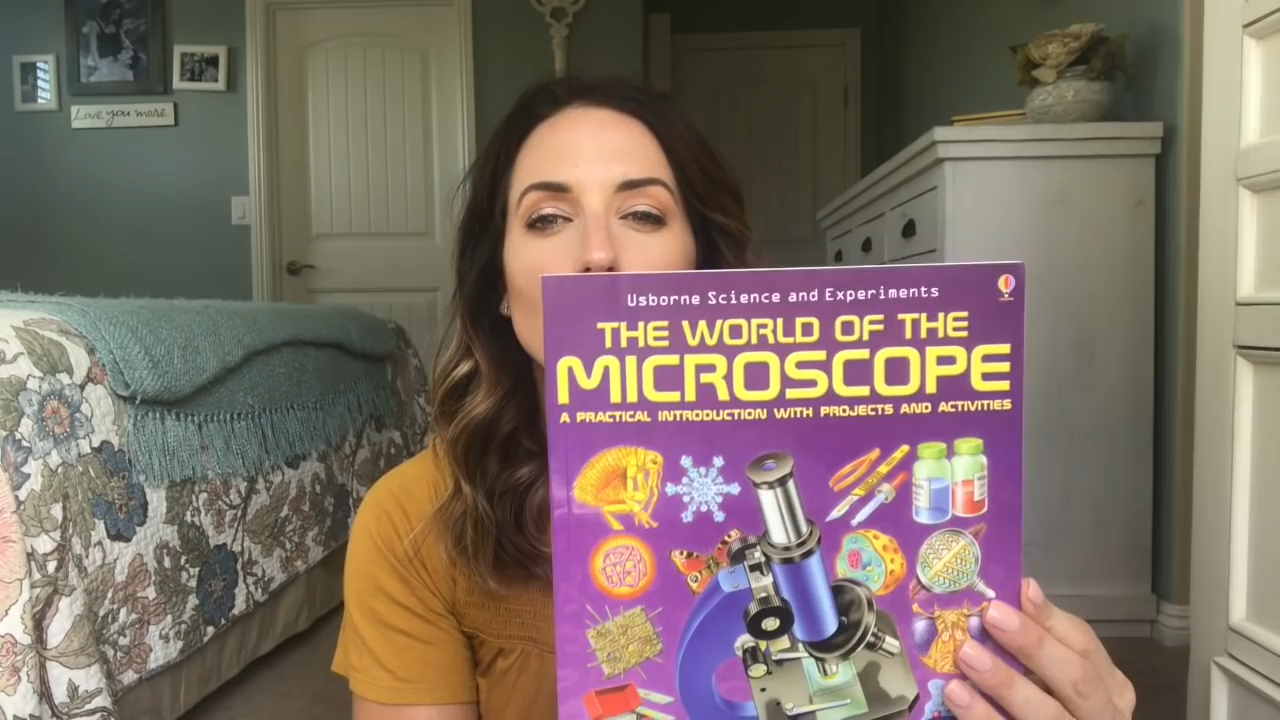 Love you more
Usborne Science and Experiments
THE WORLD OF THE
MICROSCOPE
A PRACTICAL INTRODUCTION WITH PROJECTS AND ACTIVITIES